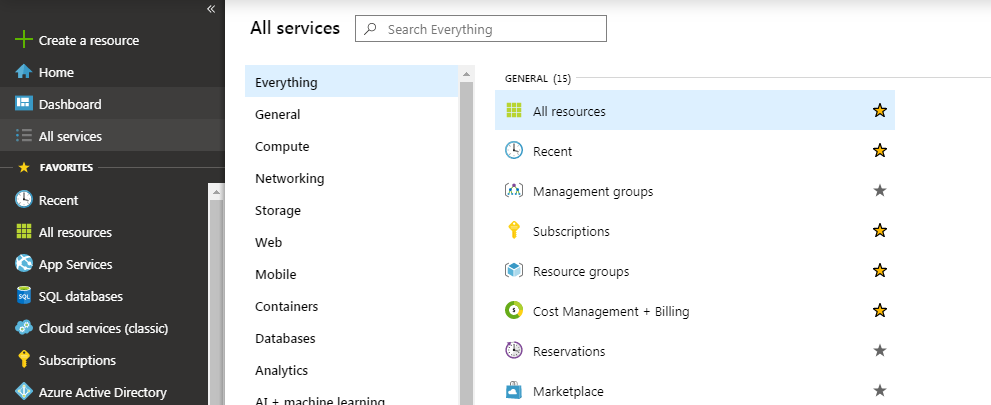 «
Create a resource
Home
Dashboard
All services
FAVORITES
Recent
All resources
App Services
SQL databases
Cloud services (classic)
Subscriptions
Azure Active Directory
All services
Search Everything
Everything
General
Compute
Networking
Storage
Web
Mobile
Containers
Databases
Analytics
AI + machine learning
GENERAL (15)
All resources
Recent
Management groups
Subscriptions
Resource groups
Cost Management + Billing
Reservations
Marketplace